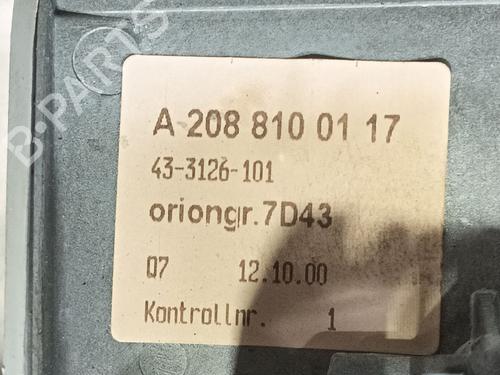 B-PARTS
A 208 810 01 17
43-3126-101
oriongr.7D43
Q7 12.10.00
Kontrollnr. 1